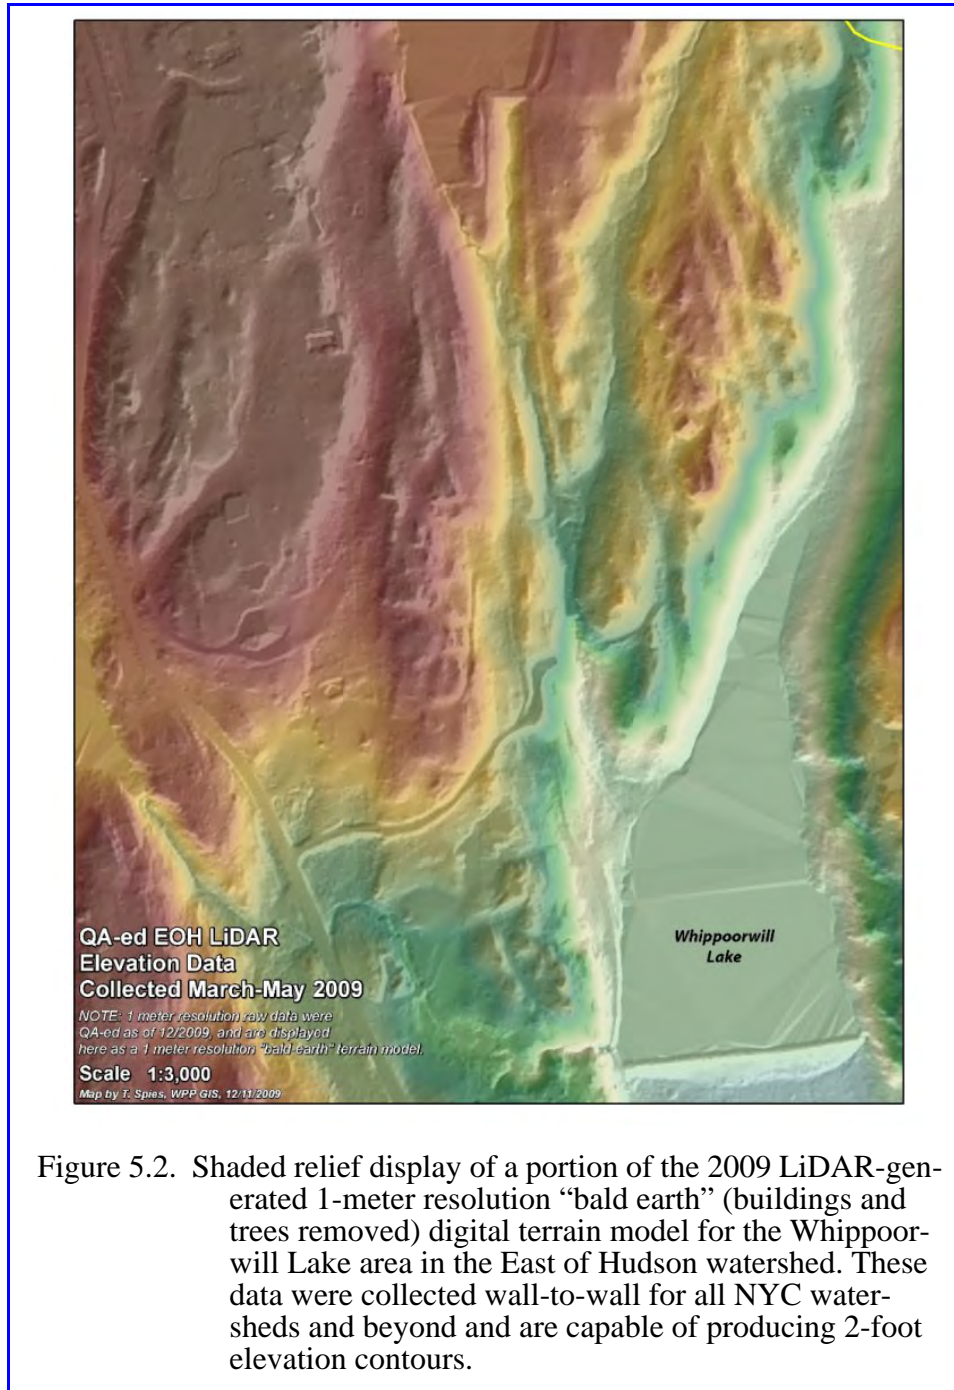 Whippoorwill
Lake
QA-ed EOH LiDAR
Elevation Data
Collected March-May 2009
NOTE: 1 meter resolution raw data were
QA-ed as of 12/2009, and are displayed
here as a 1 meter resolution "bald-earth" terrain model.
Scale 1:3,000
Map by T. Spies, WPP GIS, 12/11/2009
Figure 5.2. Shaded relief display of a portion of the 2009 LiDAR-gen-
erated 1-meter resolution “bald earth” (buildings and
trees removed) digital terrain model for the Whippoor-
will Lake area in the East of Hudson watershed. These
data were collected wall-to-wall for all NYC water-
sheds and beyond and are capable of producing 2-foot
elevation contours.